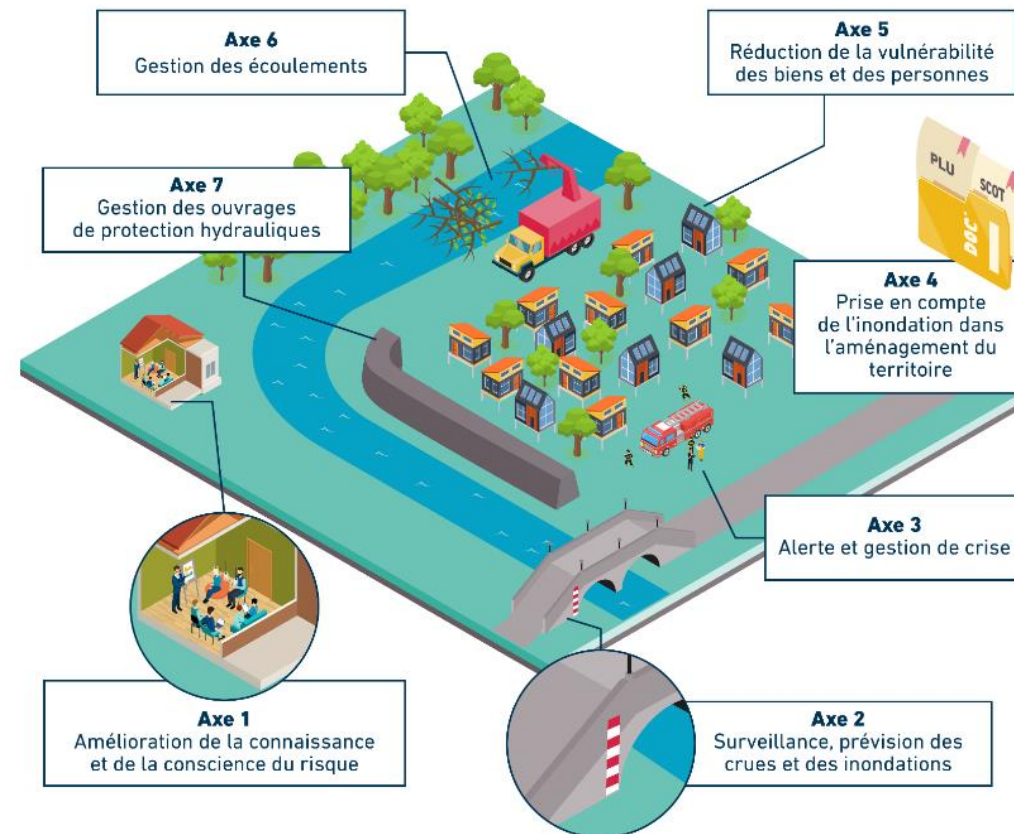 Axe 6
Gestion des écoulements
Axe 5
Réduction de la vulnérabilité
des biens et des personnes
PLU
SCOT
DOC'
Axe 7
Gestion des ouvrages
de protection hydrauliques
Axe 4
Prise en compte
de l'inondation dans
l'aménagement du
territoire
Axe 3
Alerte et gestion de crise
Axe 1
Amélioration de la connaissance
et de la conscience du risque
Axe 2
Surveillance, prévision des
crues et des inondations